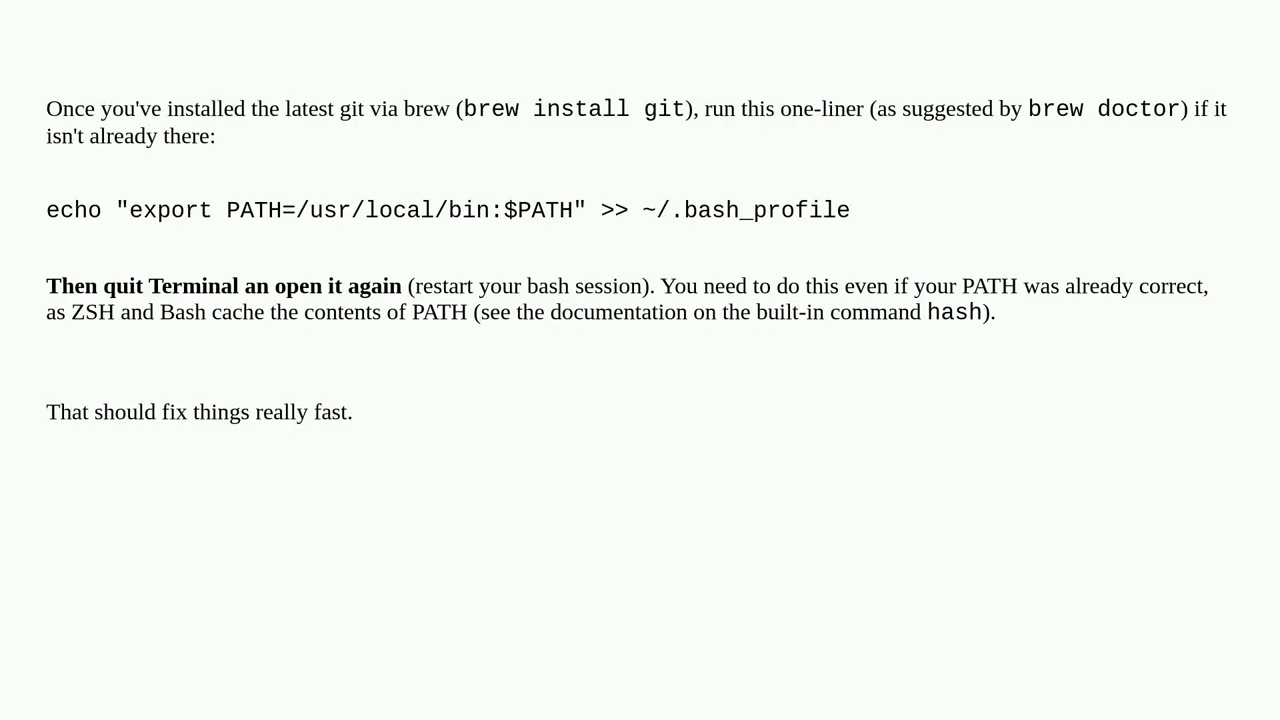 Once you've installed the latest git via brew (brew install git), run this one-liner (as suggested by brew doctor) if it
isn't already there:
echo "export PATH=/usr/local/bin:$PATH" >> ~/.bash_profile
Then quit Terminal an open it again (restart your bash session). You need to do this even if your PATH was already correct,
as ZSH and Bash cache the contents of PATH (see the documentation on the built-in command hash).
That should fix things really fast.